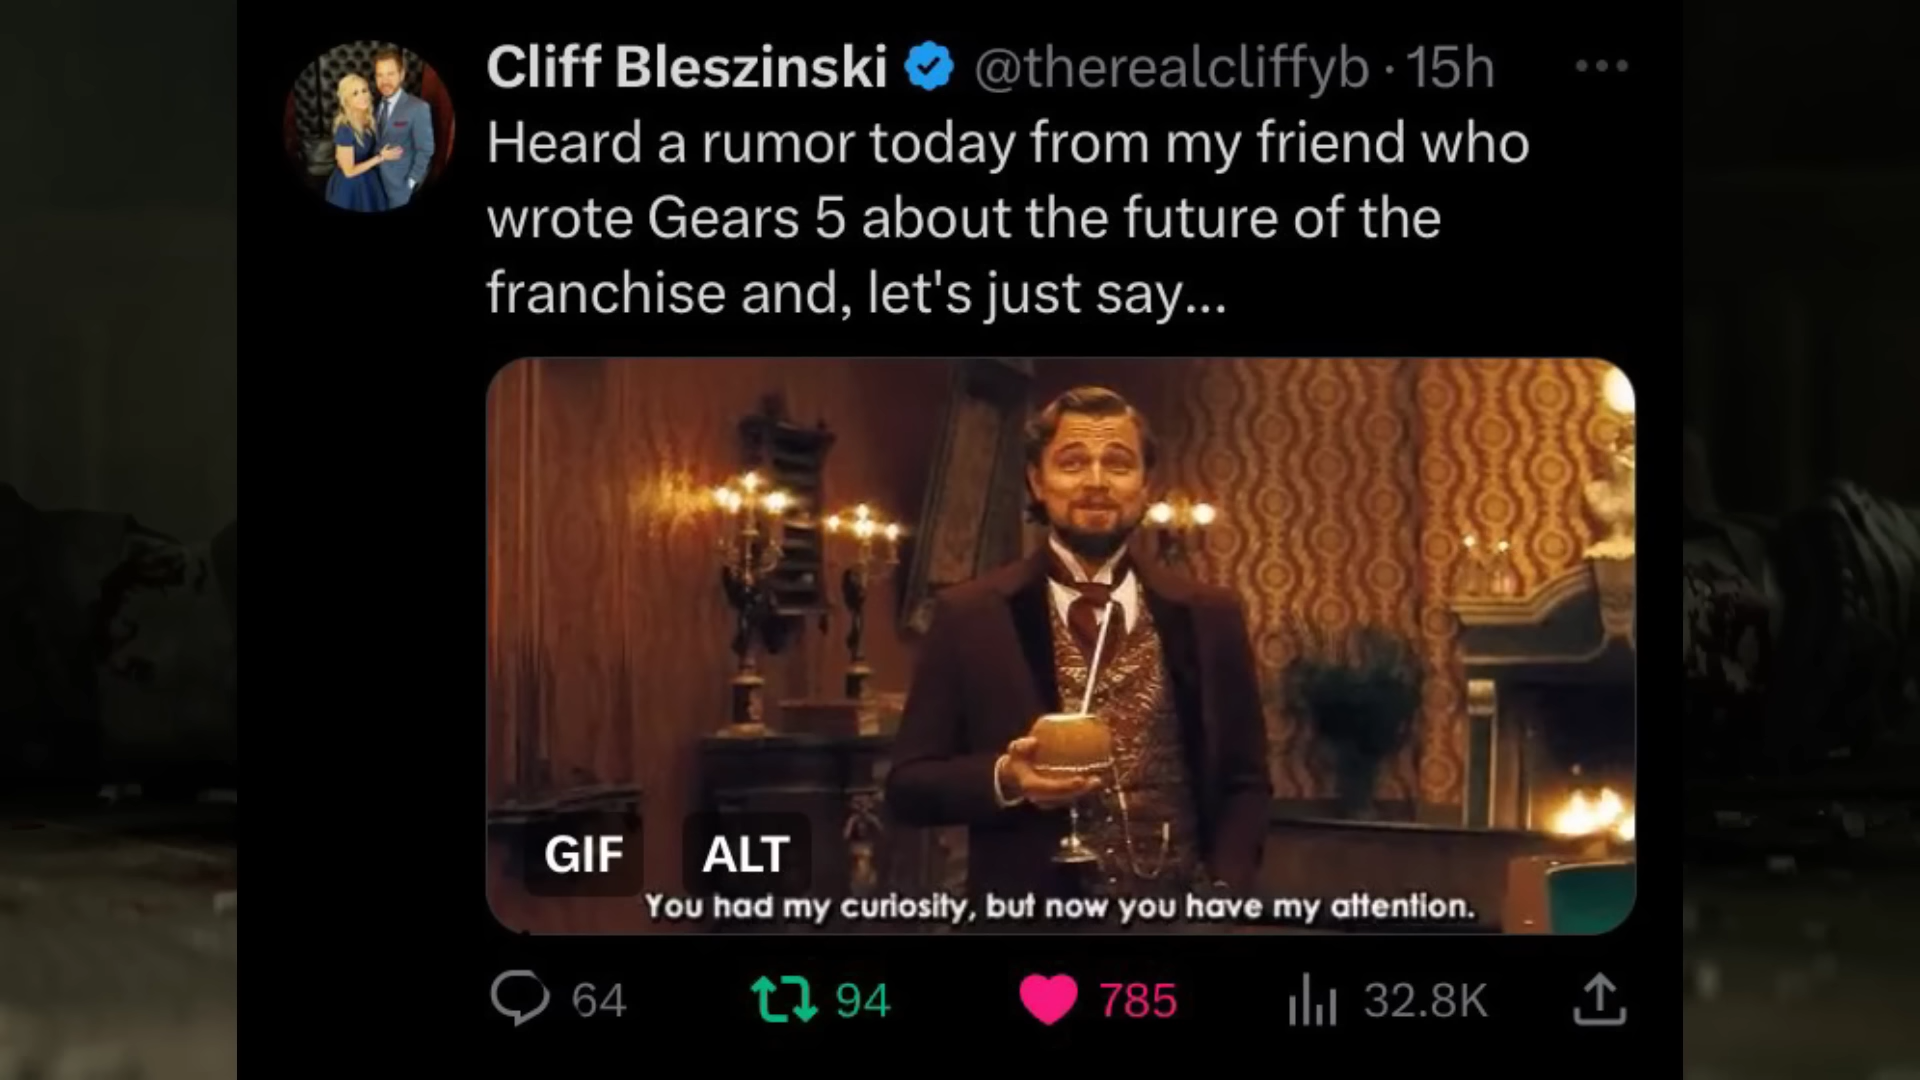 Cliff Bleszinski @therealcliffyb · 15h
Heard a rumor today from my friend who
wrote Gears 5 about the future of the
franchise and, let's just say...
GIF ALT
You had my curiosity, but now you have my attention.
64 94 785 32.8K